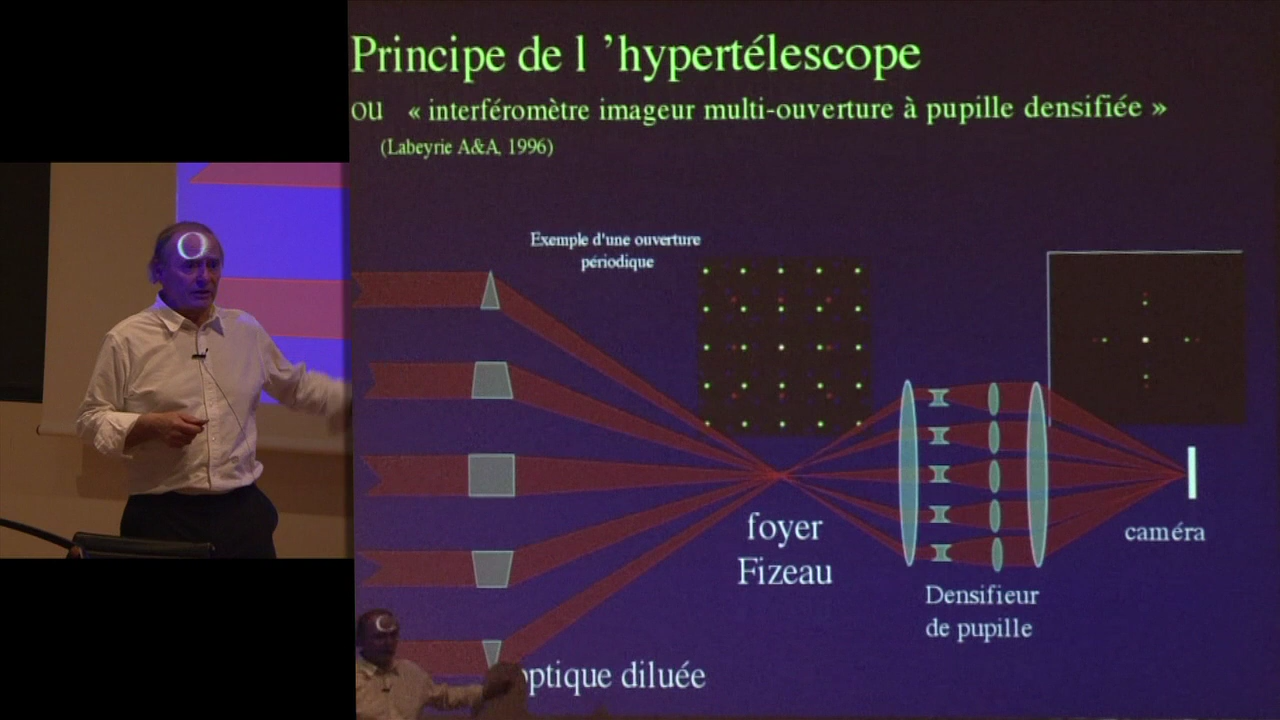 Principe de l ’hypertélescope
ou « interféromètre imageur multi-ouverture à pupille densifiée »
(Labeyrie A&A, 1996)
Exemple d'une ouverture
périodique
foyer
Fizeau
caméra
Densifieur
de pupille
optique diluée